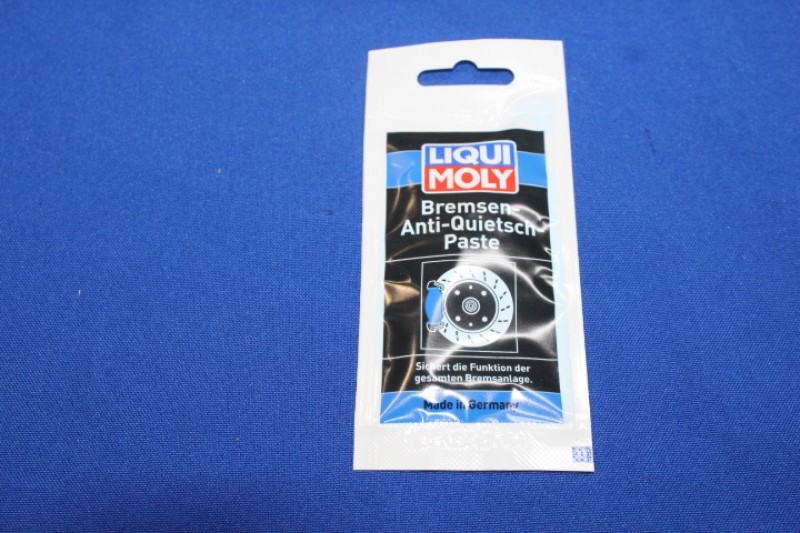 LIQUI
MOLY
Bremsen-
Anti-Quietsch
Paste
Sichert die Funktion der
gesamten Bremsanlage.
Made in Germany